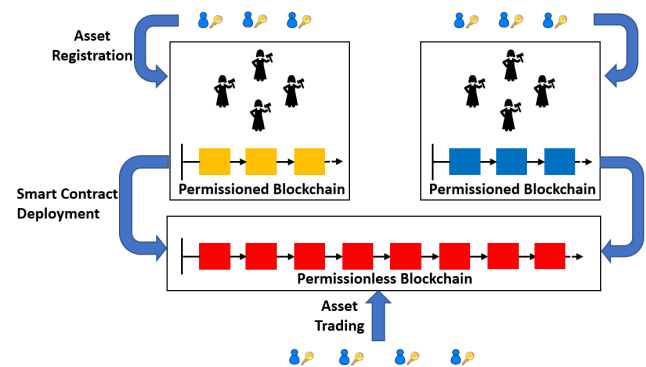 Asset
Registration
Permissioned Blockchain
Permissioned Blockchain
Smart Contract
Deployment
Permissionless Blockchain
Asset
Trading